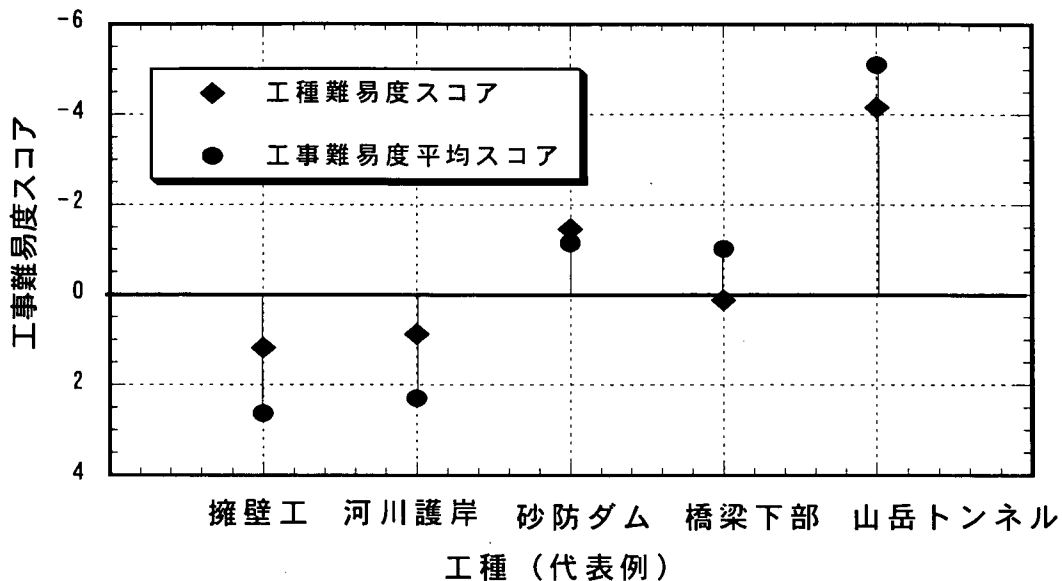 -6
-4
-2
0
2
4
工事難易度スコア
工種難易度スコア
工事難易度平均スコア
擁壁工 河川護岸 砂防ダム 橋梁下部 山岳トンネル
工種（代表例）